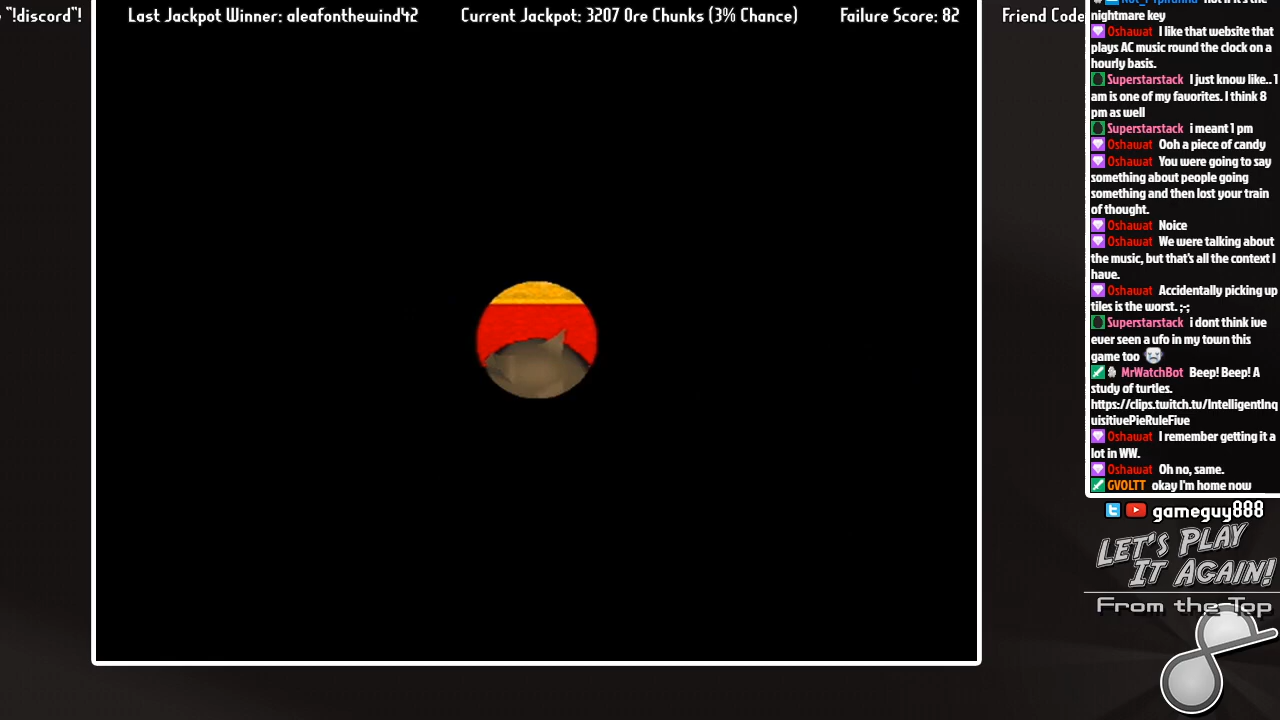 "!discord"!
Last Jackpot Winner: aleafonthewind42
Current Jackpot: 3207 Ore Chunks (3% Chance)
Failure Score: 82
Friend Code
nightmare key
Oshawat I like that website that
plays AC music round the clock on a
hourly basis.
Superstarstack I just know like.. 1
am is one of my favorites. I think 8
pm as well
Superstarstack i meant 1 pm
Oshawat Ooh a piece of candy
Oshawat You were going to say
something about people going
something and then lost your train
of thought.
Oshawat Noice
Oshawat We were talking about
the music, but that's all the context I
have.
Oshawat Accidentally picking up
tiles is the worst. ;-;
Superstarstack i dont think ive
ever seen a ufo in my town this
game too
MrWatchBot Beep! Beep! A
study of turtles.
https://clips.twitch.tv/IntelligentInq
uisitivePieRuleFive
Oshawat I remember getting it a
lot in WW.
Oshawat Oh no, same.
GVOLTT okay I'm home now
gameguy888
LET'S PLAY
IT AGAIN!
From the Top